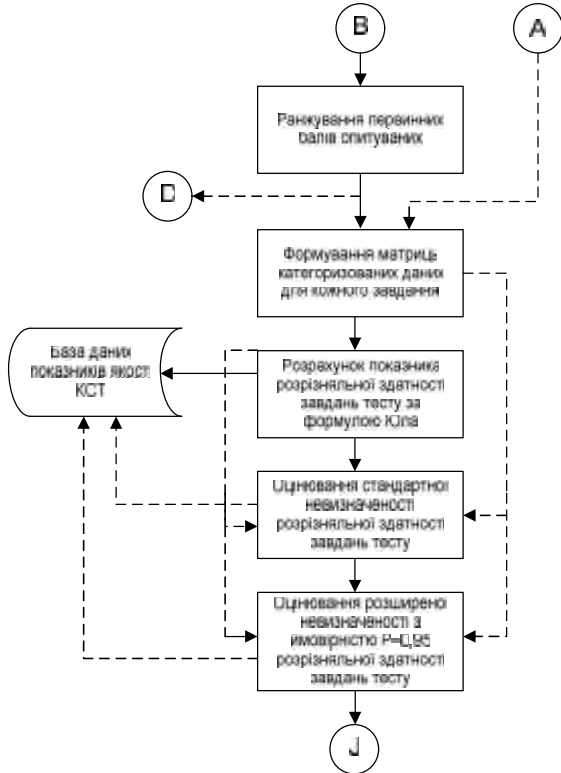 B
A
Ранжування первинних
балів опитуваних
D
Формування матриць
категоризованих даних
для кожного завдання
База даних
показників якості
КСТ
Розрахунок показника
розрізняльної здатності
завдань тесту за
формулою Юла
Оцінювання стандартної
невизначеності
розрізняльної здатності
завдань тесту
Оцінювання розширеної
невизначеності з
ймовірністю P=0,95
розрізняльної здатності
завдань тесту
J